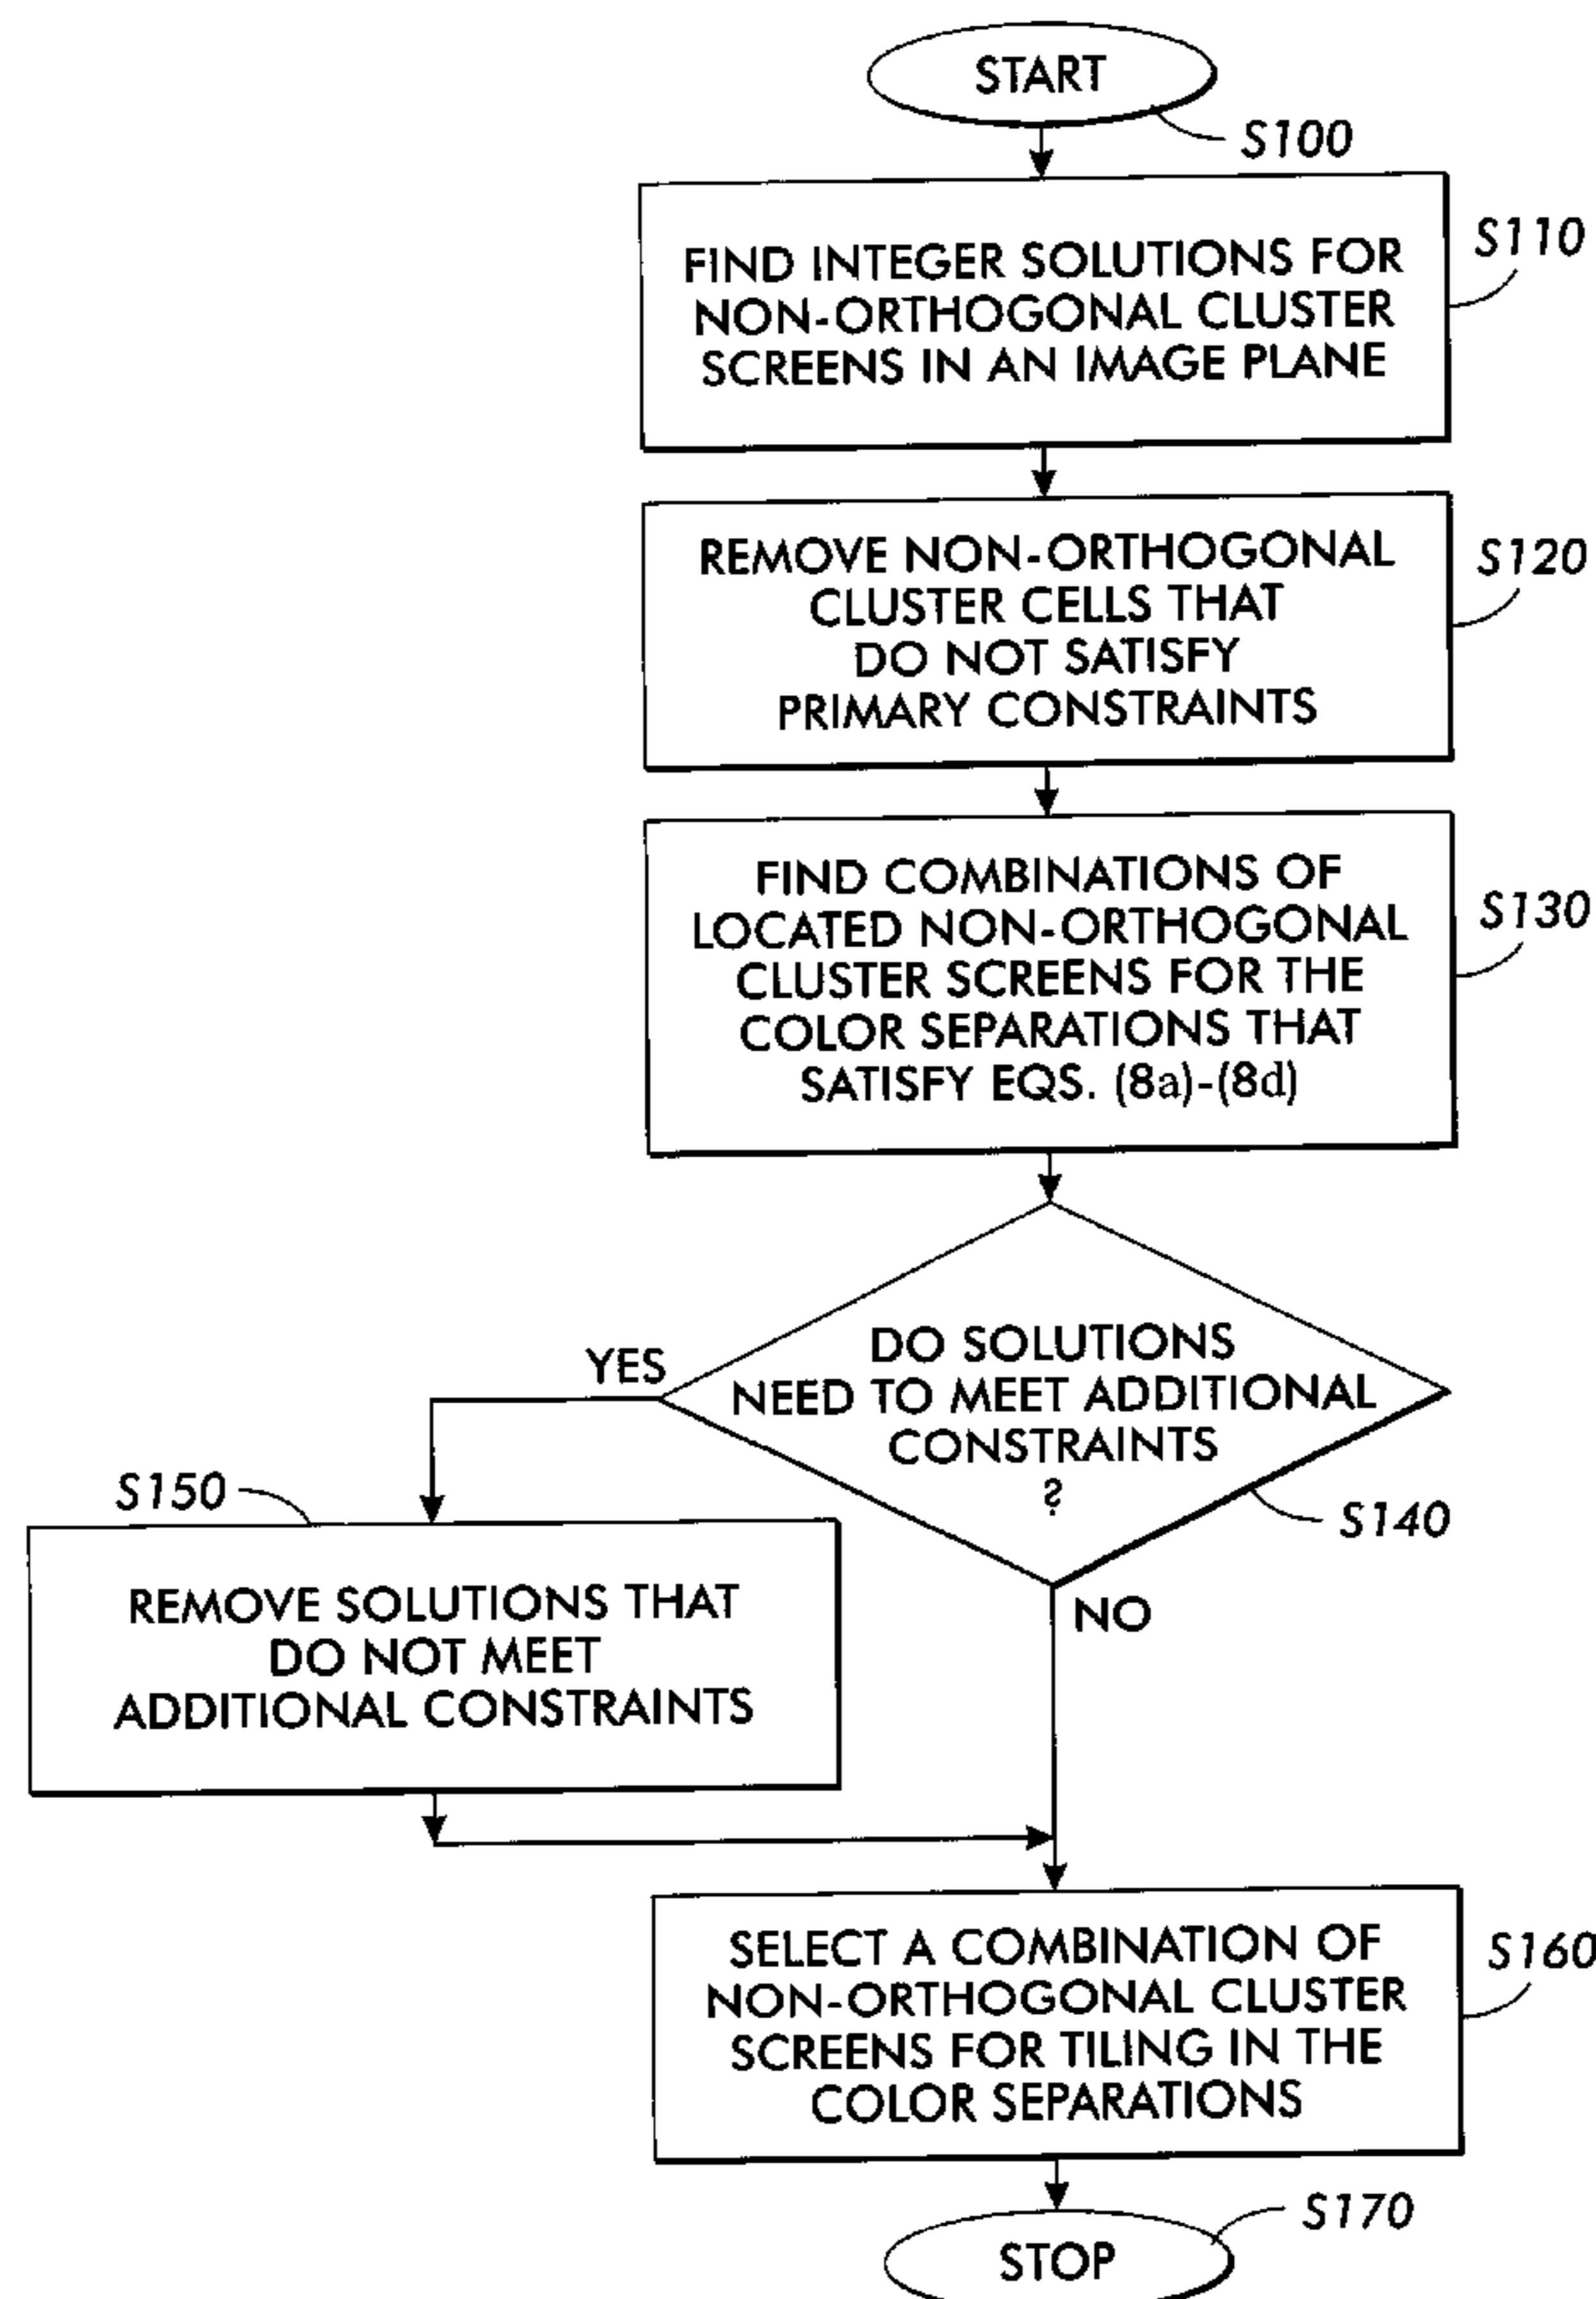 START
S100
FIND INTEGER SOLUTIONS FOR
NON-ORTHOGONAL CLUSTER
SCREENS IN AN IMAGE PLANE
S110
REMOVE NON-ORTHOGONAL
CLUSTER CELLS THAT
DO NOT SATISFY
PRIMARY CONSTRAINTS
S120
FIND COMBINATIONS OF
LOCATED NON-ORTHOGONAL
CLUSTER SCREENS FOR THE
COLOR SEPARATIONS THAT
SATISFY EQS. (8a)-(8d)
S130
DO SOLUTIONS
NEED TO MEET ADDITIONAL
CONSTRAINTS
?
S140
YES
NO
S150
REMOVE SOLUTIONS THAT
DO NOT MEET
ADDITIONAL CONSTRAINTS
SELECT A COMBINATION OF
NON-ORTHOGONAL CLUSTER
SCREENS FOR TILING IN THE
COLOR SEPARATIONS
S160
STOP
S170